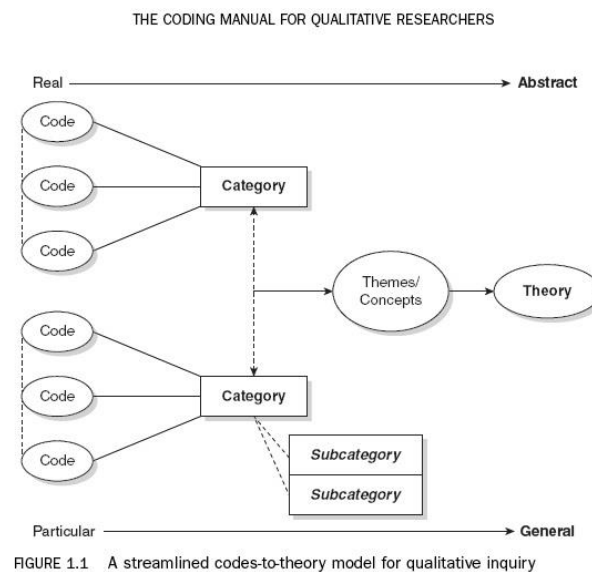 THE CODING MANUAL FOR QUALITATIVE RESEARCHERS
Real
Abstract
Code
Code
Category
Code
Themes/
Concepts
Theory
Code
Code
Category
Code
Subcategory
Subcategory
Particular
General
FIGURE 1.1 A streamlined codes-to-theory model for qualitative inquiry